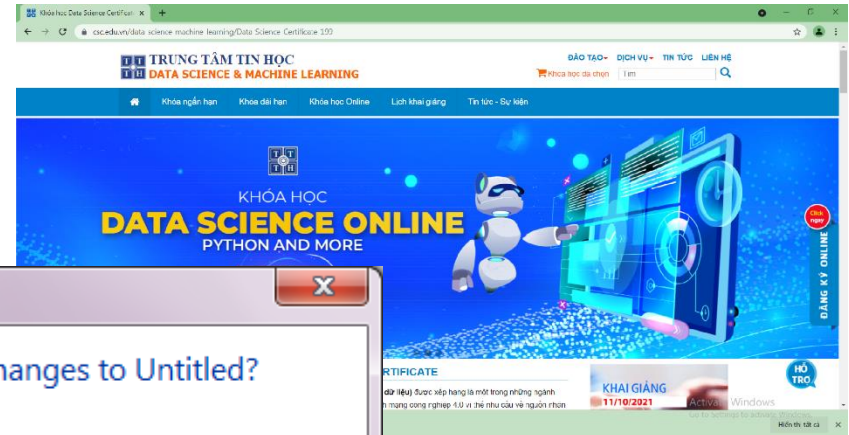 Khóa học Data Science Certificat
csc.edu.vn/data science machine learning/Data Science Certificate 199
TRUNG TÂM TIN HỌC
DATA SCIENCE & MACHINE LEARNING
ĐÀO TẠO DỊCH VỤ TIN TỨC LIÊN HỆ
Khóa học đã chọn Tìm
Khóa ngắn hạn Khóa dài hạn Khóa học Online Lịch khai giảng Tin tức - Sự kiện
T T
T H
KHÓA HỌC
DATA SCIENCE ONLINE
PYTHON AND MORE
Click ngay
ĐĂNG KÝ ONLINE
hanges to Untitled?
RTIFICATE
dữ liệu) được xếp hạng là một trong những ngành
h mạng công nghiệp 4.0 vì thế nhu cầu về nguồn nhân
KHAI GIẢNG
11/10/2021
HỖ TRỢ
Activate Windows
Go to Settings to activate Windows.
Hiển thị tất cả